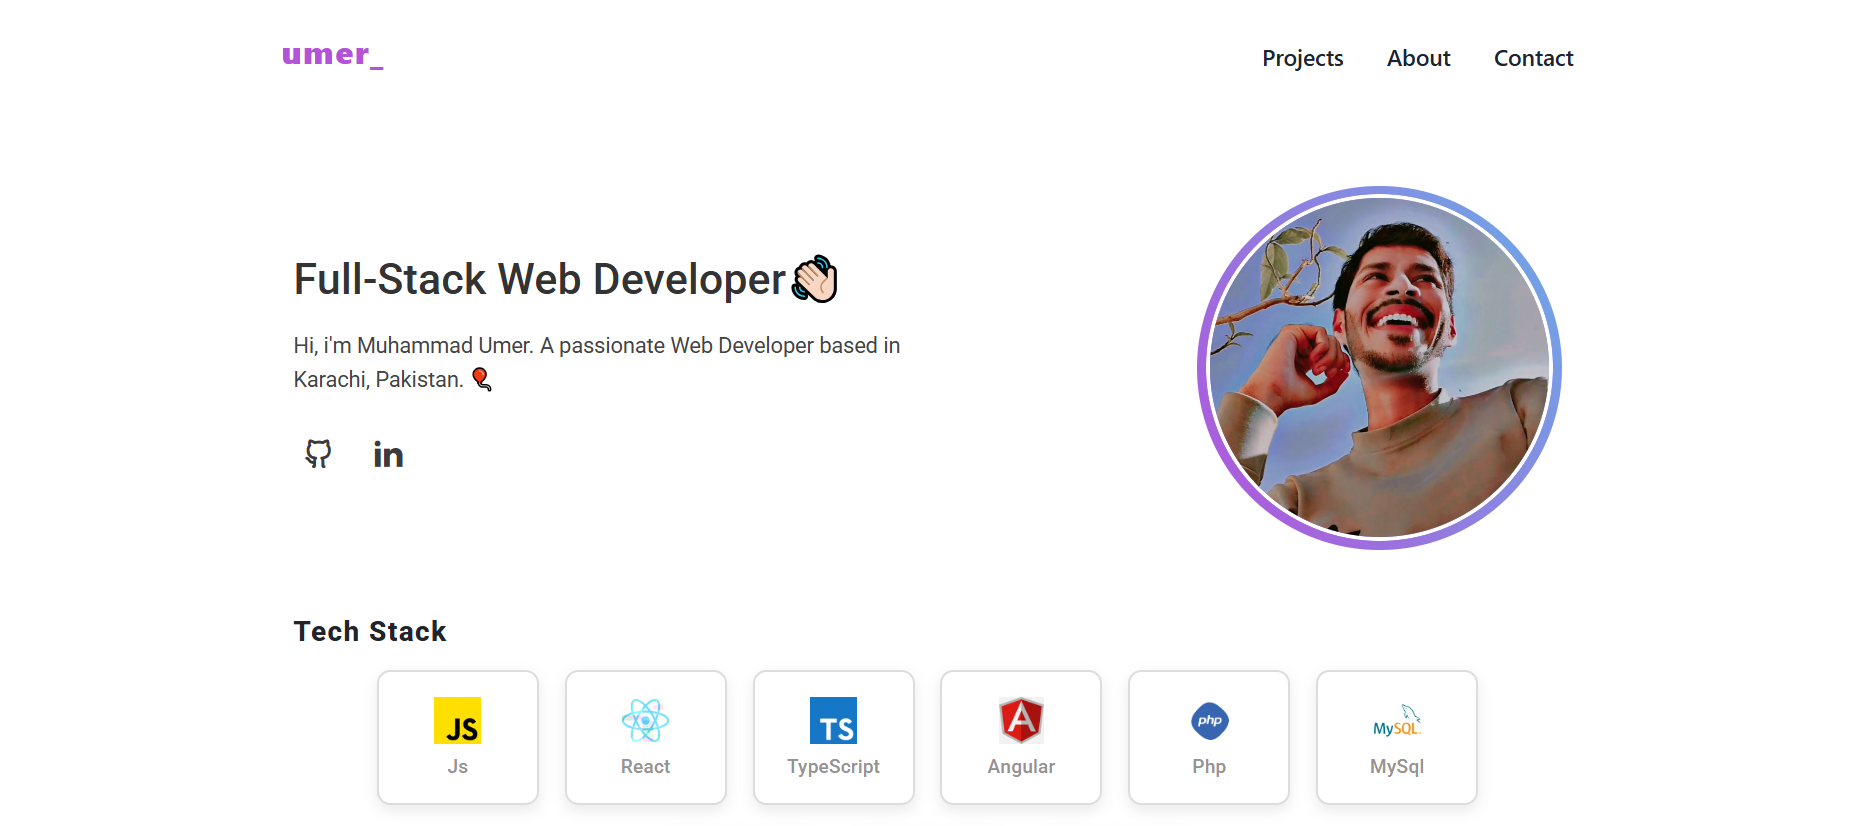 umer_
Projects About Contact
Full-Stack Web Developer👋🏻
Hi, i'm Muhammad Umer. A passionate Web Developer based in
Karachi, Pakistan. 🎈
in
Tech Stack
JS TS php MySQL
Js React TypeScript Angular Php MySql